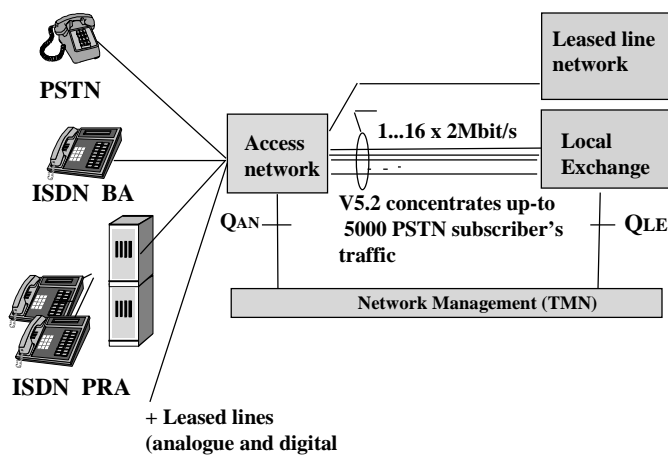 PSTN
ISDN BA
ISDN PRA
+ Leased lines
(analogue and digital
Access
network
1...16 x 2Mbit/s
V5.2 concentrates up-to
5000 PSTN subscriber's
traffic
Leased line
network
Local
Exchange
QAN
QLE
Network Management (TMN)